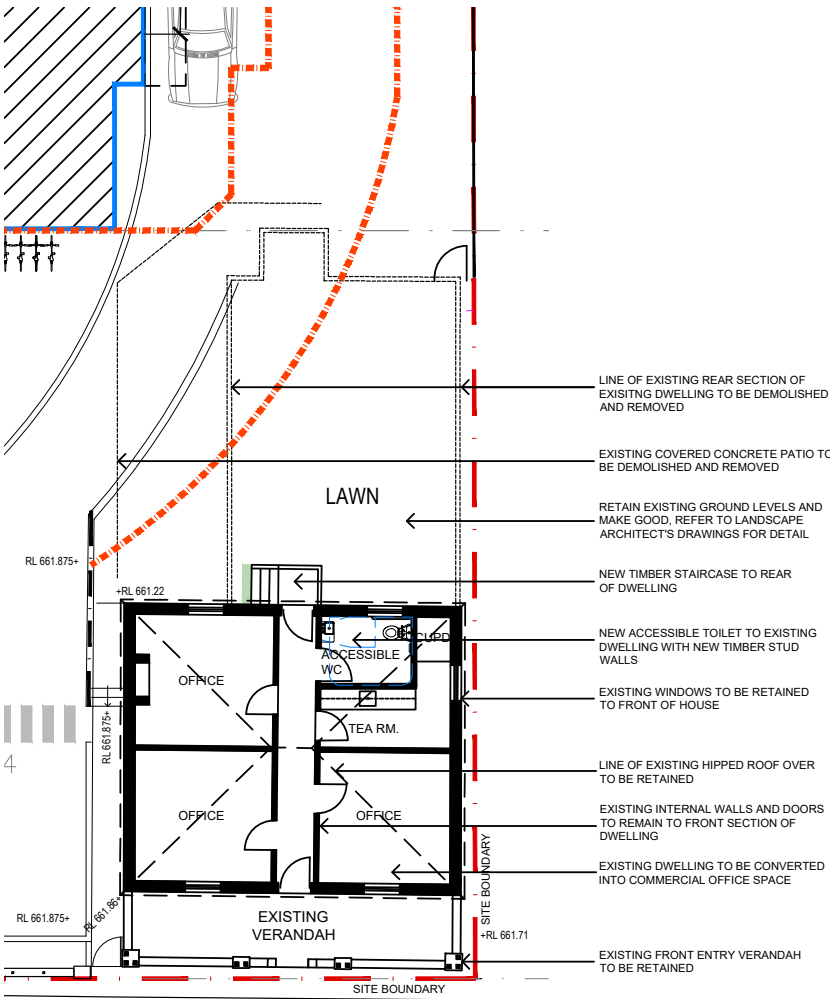 LINE OF EXISTING REAR SECTION OF
EXISITNG DWELLING TO BE DEMOLISHED
AND REMOVED
EXISTING COVERED CONCRETE PATIO TO
BE DEMOLISHED AND REMOVED
LAWN
RETAIN EXISTING GROUND LEVELS AND
MAKE GOOD, REFER TO LANDSCAPE
ARCHITECT'S DRAWINGS FOR DETAIL
RL 661.875+
NEW TIMBER STAIRCASE TO REAR
OF DWELLING
+RL 661.22
NEW ACCESSIBLE TOILET TO EXISTING
DWELLING WITH NEW TIMBER STUD
WALLS
CUPD
ACCESSIBLE
WC
OFFICE
EXISTING WINDOWS TO BE RETAINED
TO FRONT OF HOUSE
RL 661.875+
TEA RM.
4
LINE OF EXISTING HIPPED ROOF OVER
TO BE RETAINED
OFFICE
OFFICE
EXISTING INTERNAL WALLS AND DOORS
TO REMAIN TO FRONT SECTION OF
DWELLING
EXISTING DWELLING TO BE CONVERTED
INTO COMMERCIAL OFFICE SPACE
SITE BOUNDARY
RL 661.875+
RL 661.86+
EXISTING
VERANDAH
+RL 661.71
EXISTING FRONT ENTRY VERANDAH
TO BE RETAINED
SITE BOUNDARY